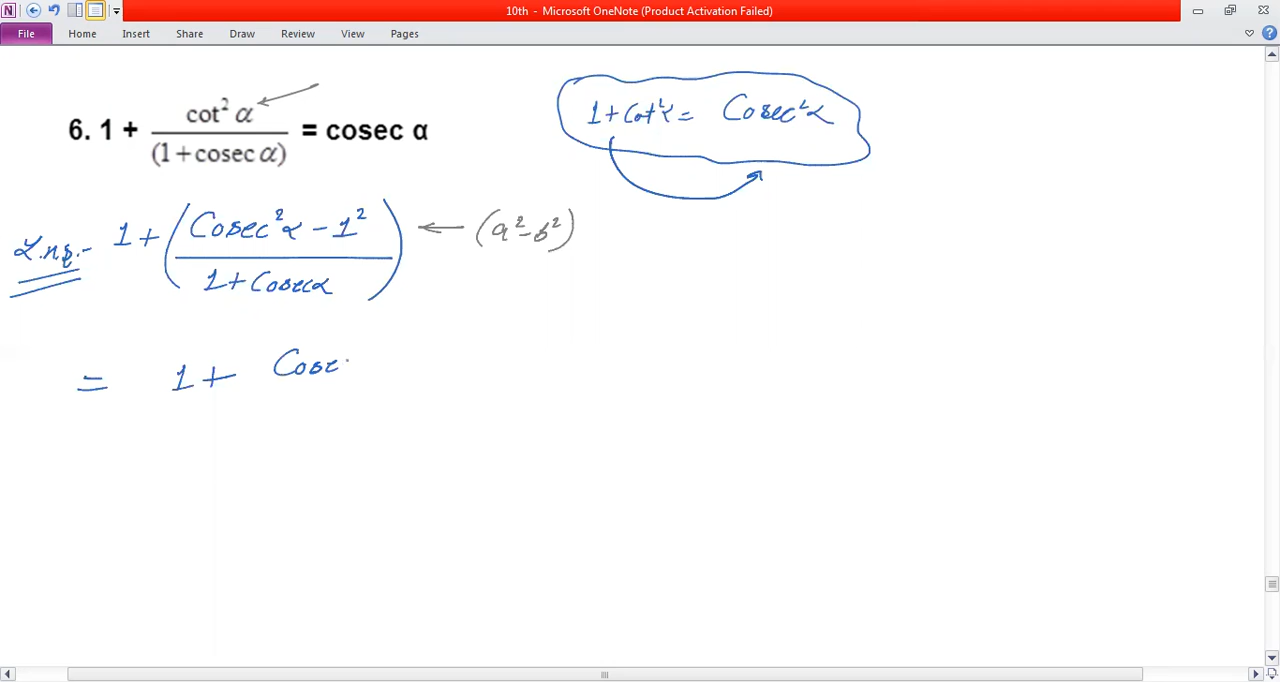 10th - Microsoft OneNote (Product Activation Failed)
File Home Insert Share Draw Review View Pages
6. 1 + cot² α / (1 + cosec α) = cosec α
1 + cot²α = Cosec²α
L.H.S.- 1 + (Cosec²α - 1² / 1 + Cosecα) ← (a² - b²)
= 1 + Cose